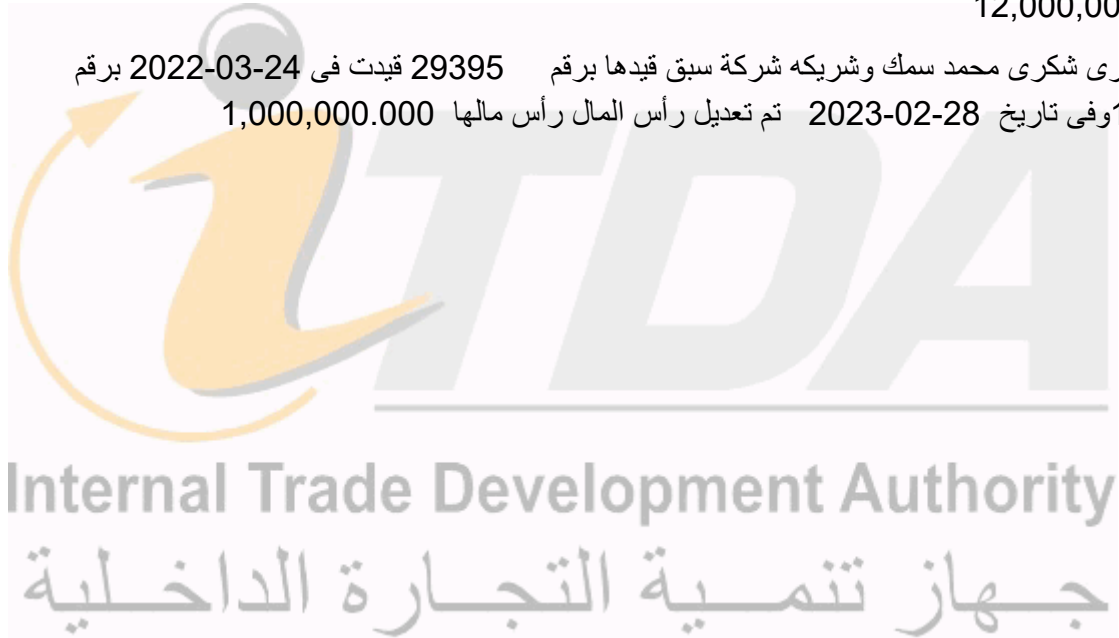 12,000,00
شكرى محمد سمك وشريكه شركة سبق قيدها برقم 29395 قيدت فى 24-03-2022 برقم
وفى تاريخ 28-02-2023 تم تعديل رأس المال رأس مالها 1,000,000.000
iTDA
Internal Trade Development Authority
جهاز تنمية التجارة الداخلية